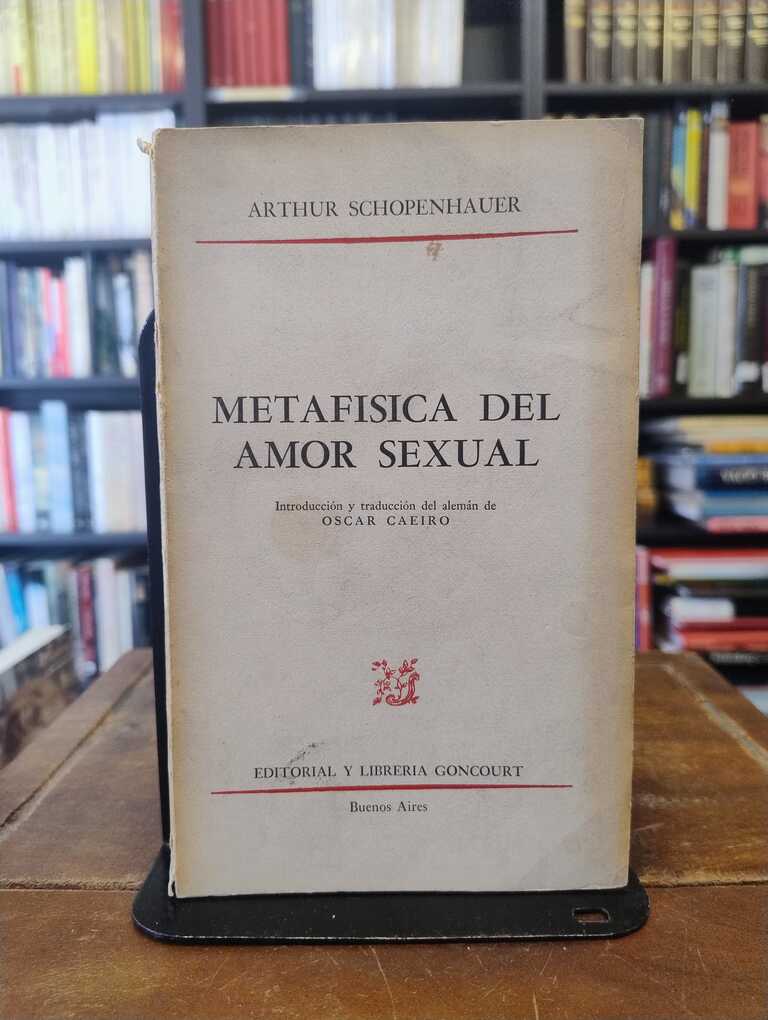 ARTHUR SCHOPENHAUER
METAFISICA DEL
AMOR SEXUAL
Introducción y traducción del alemán de
OSCAR CAEIRO
EDITORIAL Y LIBRERIA GONCOURT
Buenos Aires